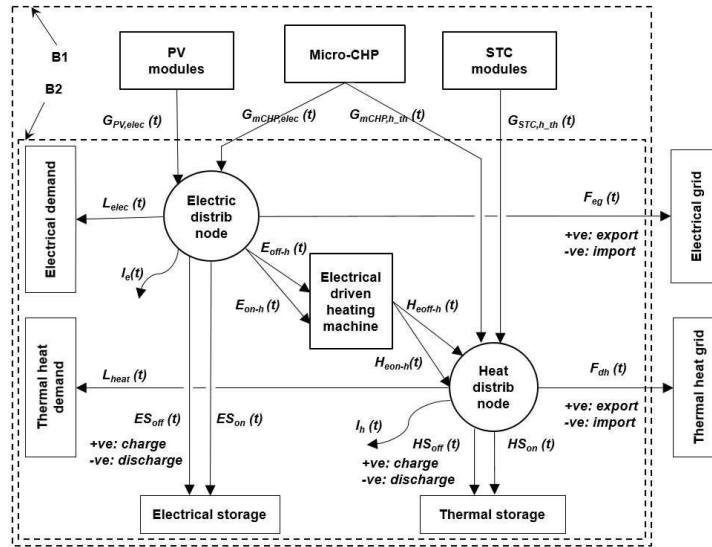 B1
B2
PV
modules
Micro-CHP
STC
modules
G_PV,elec (t)
G_mCHP,elec (t)
G_mCHP,h_th (t)
G_STC,h_th (t)
Electrical demand
L_elec (t)
Electric
distrib
node
F_eg (t)
+ve: export
-ve: import
Electrical grid
I_e(t)
E_off-h (t)
E_on-h (t)
Electrical
driven
heating
machine
H_eoff-h (t)
H_eon-h(t)
Thermal heat
demand
L_heat (t)
Heat
distrib
node
F_dh (t)
+ve: export
-ve: import
Thermal heat grid
ES_off (t)
ES_on (t)
+ve: charge
-ve: discharge
I_h (t)
HS_off (t)
HS_on (t)
+ve: charge
-ve: discharge
Electrical storage
Thermal storage